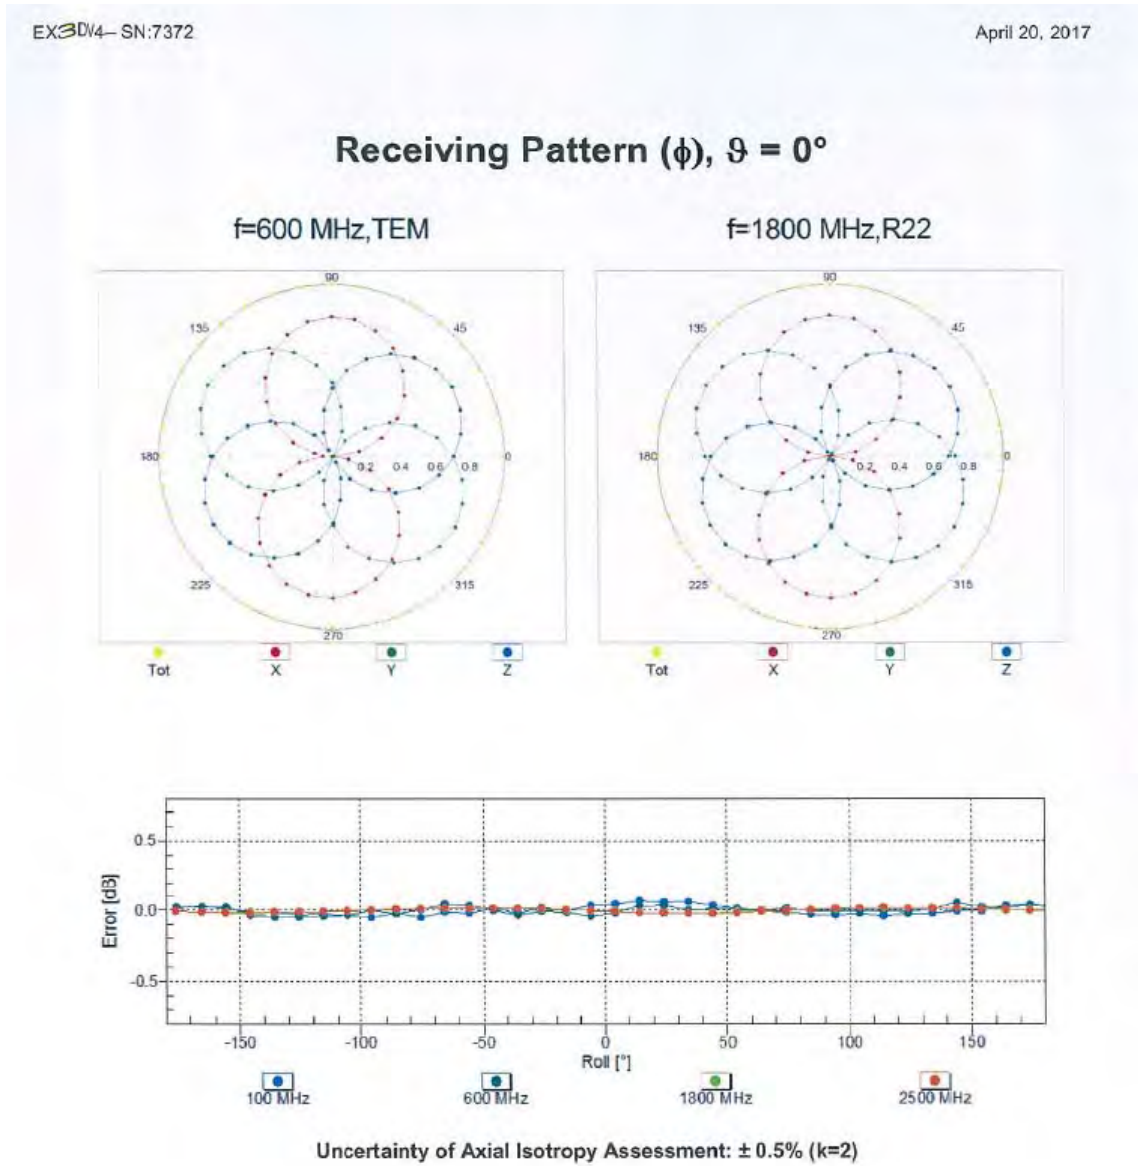 EX3DV4– SN:7372
April 20, 2017
Receiving Pattern (ϕ), ϑ = 0°
f=600 MHz,TEM
f=1800 MHz,R22
90
135
45
180
0
0.2 0.4 0.6 0.8
225
315
270
Tot X Y Z
90
135
45
180
0
0.2 0.4 0.6 0.8
225
315
270
Tot X Y Z
Error [dB]
0.5
0.0
-0.5
-150 -100 -50 0 50 100 150
Roll [°]
100 MHz 600 MHz 1800 MHz 2500 MHz
Uncertainty of Axial Isotropy Assessment: ± 0.5% (k=2)